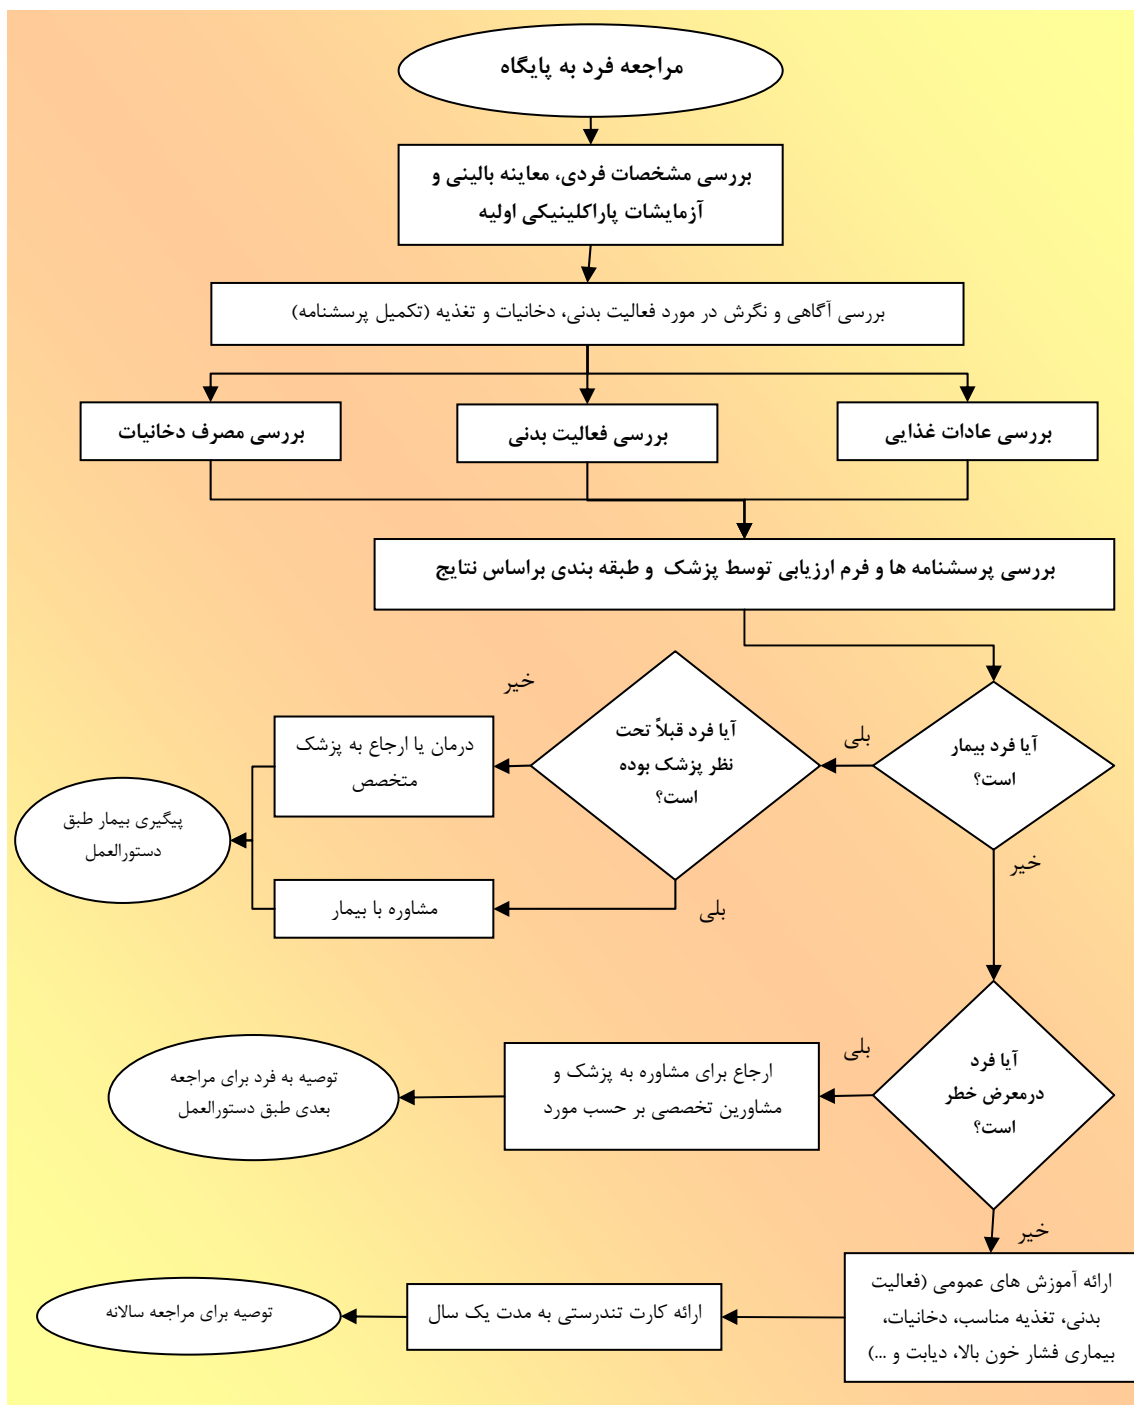 مراجعه فرد به پایگاه
بررسی مشخصات فردی، معاینه بالینی و
آزمایشات پاراکلینیکی اولیه
بررسی آگاهی و نگرش در مورد فعالیت بدنی، دخانیات و تغذیه (تکمیل پرسشنامه)
بررسی عادات غذایی
بررسی فعالیت بدنی
بررسی مصرف دخانیات
بررسی پرسشنامه ها و فرم ارزیابی توسط پزشک و طبقه بندی براساس نتایج
آیا فرد بیمار
است؟
بلی
خیر
آیا فرد قبلاً تحت
نظر پزشک بوده
است؟
خیر
بلی
درمان یا ارجاع به پزشک
متخصص
مشاوره با بیمار
پیگیری بیمار طبق
دستورالعمل
آیا فرد
درمعرض خطر
است؟
بلی
خیر
ارجاع برای مشاوره به پزشک و
مشاورین تخصصی بر حسب مورد
توصیه به فرد برای مراجعه
بعدی طبق دستورالعمل
ارائه آموزش های عمومی (فعالیت
بدنی، تغذیه مناسب، دخانیات،
بیماری فشار خون بالا، دیابت و ...)
ارائه کارت تندرستی به مدت یک سال
توصیه برای مراجعه سالانه